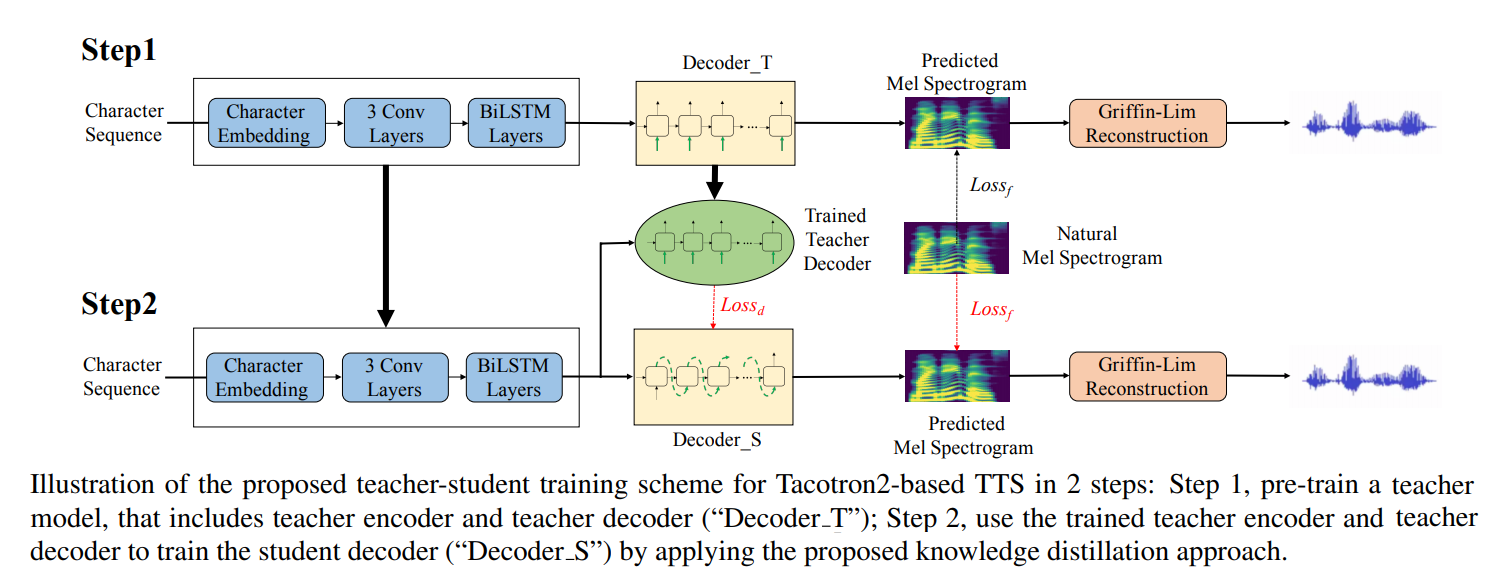 Step1
Decoder_T
Predicted
Mel Spectrogram
Character
Sequence
Character
Embedding
3 Conv
Layers
BiLSTM
Layers
Griffin-Lim
Reconstruction
Loss_f
Trained
Teacher
Decoder
Natural
Mel Spectrogram
Step2
Loss_d
Loss_f
Character
Sequence
Character
Embedding
3 Conv
Layers
BiLSTM
Layers
Griffin-Lim
Reconstruction
Decoder_S
Predicted
Mel Spectrogram
Illustration of the proposed teacher-student training scheme for Tacotron2-based TTS in 2 steps: Step 1, pre-train a teacher
model, that includes teacher encoder and teacher decoder (“Decoder_T”); Step 2, use the trained teacher encoder and teacher
decoder to train the student decoder (“Decoder_S”) by applying the proposed knowledge distillation approach.